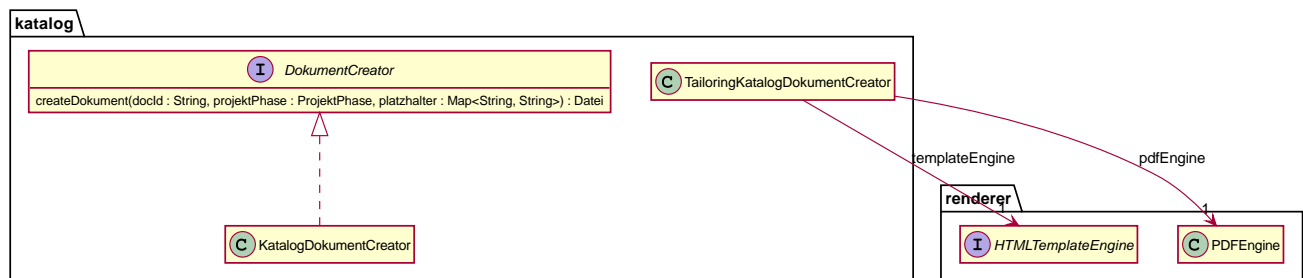 katalog
I DokumentCreator
createDokument(docId : String, projektPhase : ProjektPhase, platzhalter : Map<String, String>) : Datei
C TailoringKatalogDokumentCreator
templateEngine
pdfEngine
renderer
1
1
C KatalogDokumentCreator
I HTMLTemplateEngine
C PDFEngine